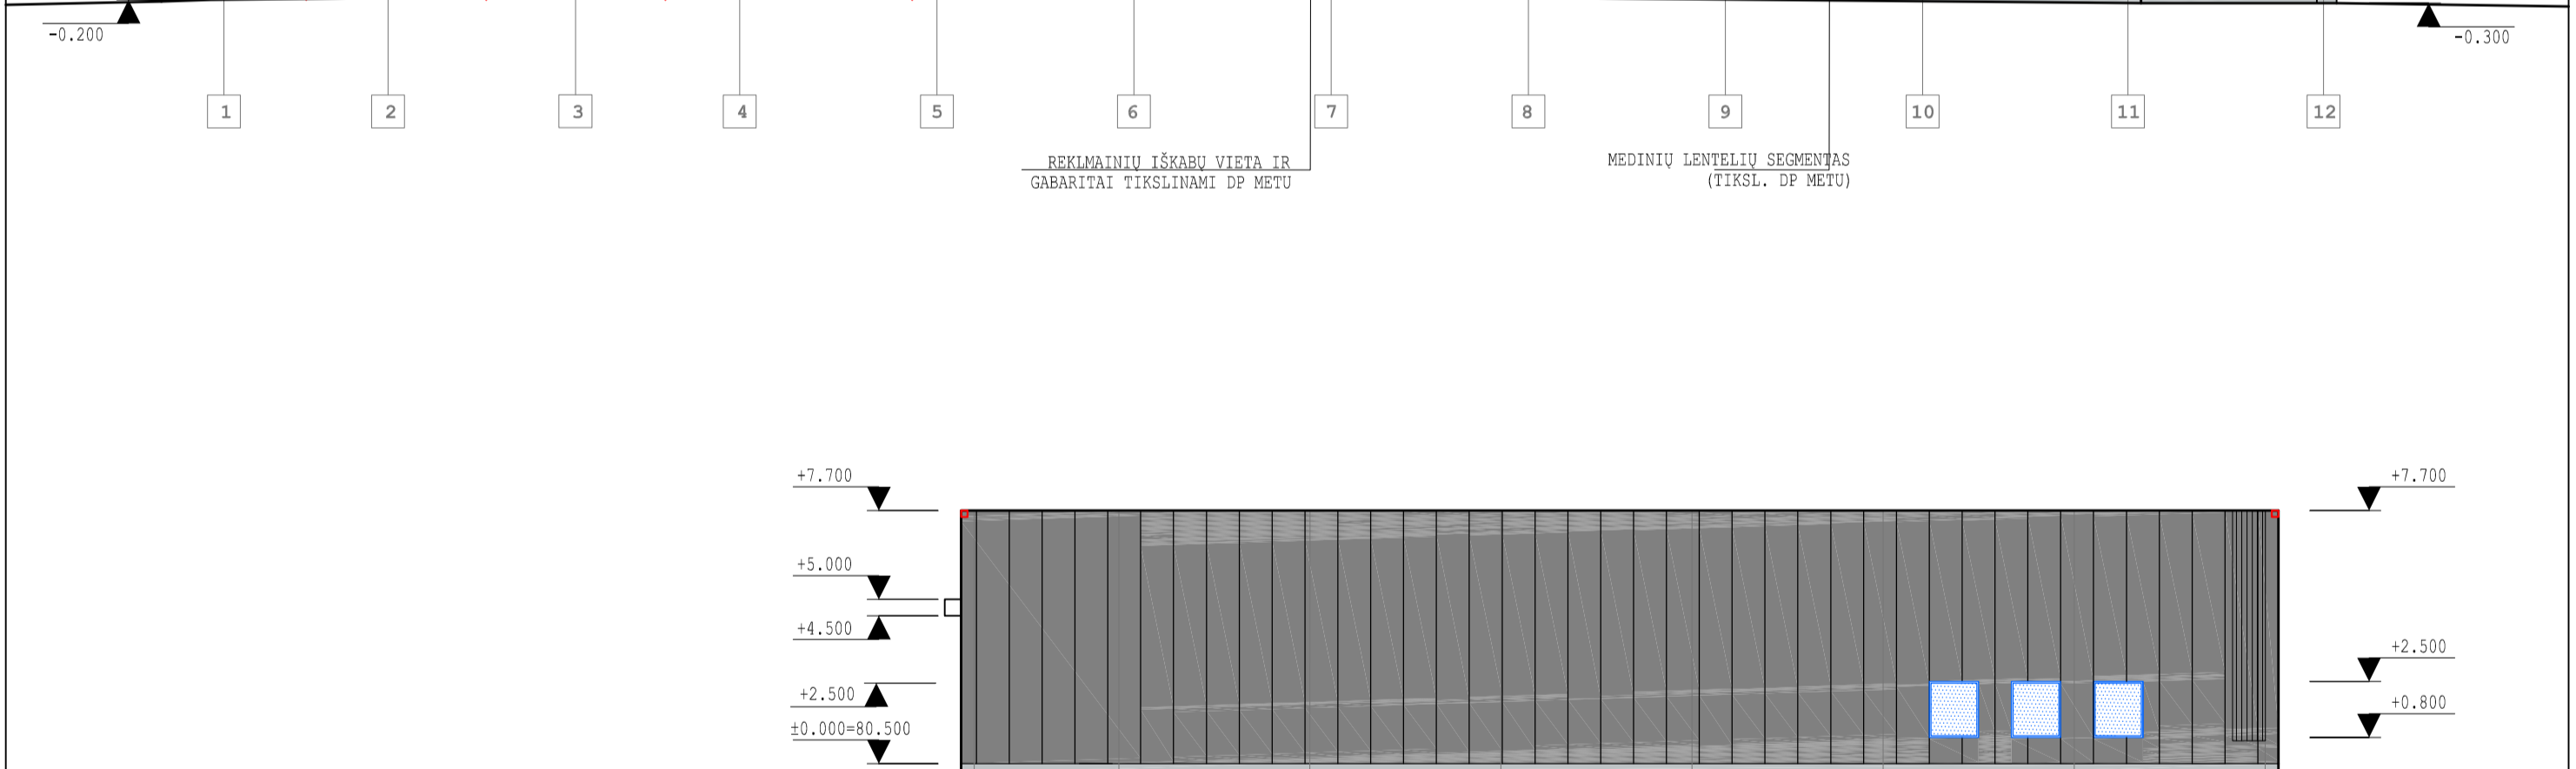 -0.200
-0.300
1 2 3 4 5 6 7 8 9 10 11 12
REKLMAINIŲ IŠKABŲ VIETA IR
GABARITAI TIKSLINAMI DP METU
MEDINIŲ LENTELIŲ SEGMENTAS
(TIKSL. DP METU)
+7.700
+5.000
+4.500
+2.500
±0.000=80.500
+7.700
+2.500
+0.800